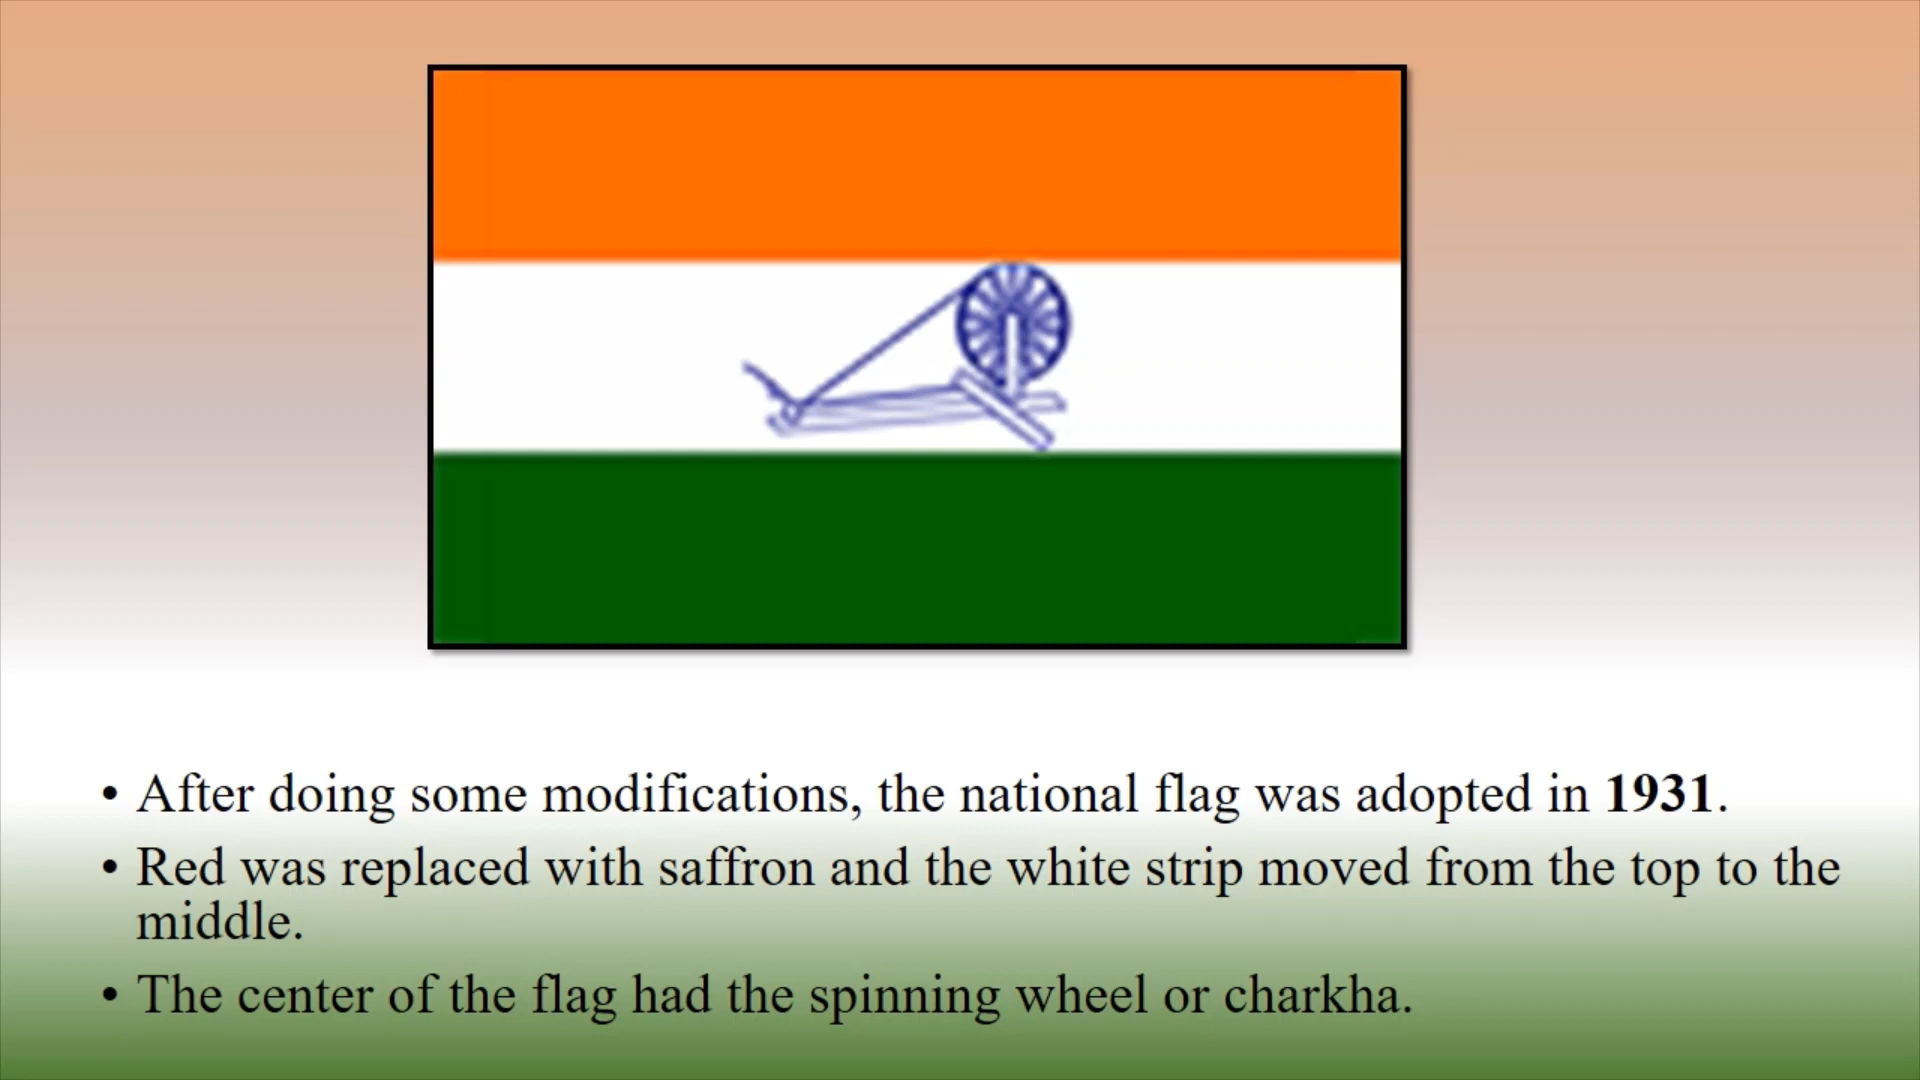 • After doing some modifications, the national flag was adopted in 1931.
• Red was replaced with saffron and the white strip moved from the top to the
middle.
• The center of the flag had the spinning wheel or charkha.